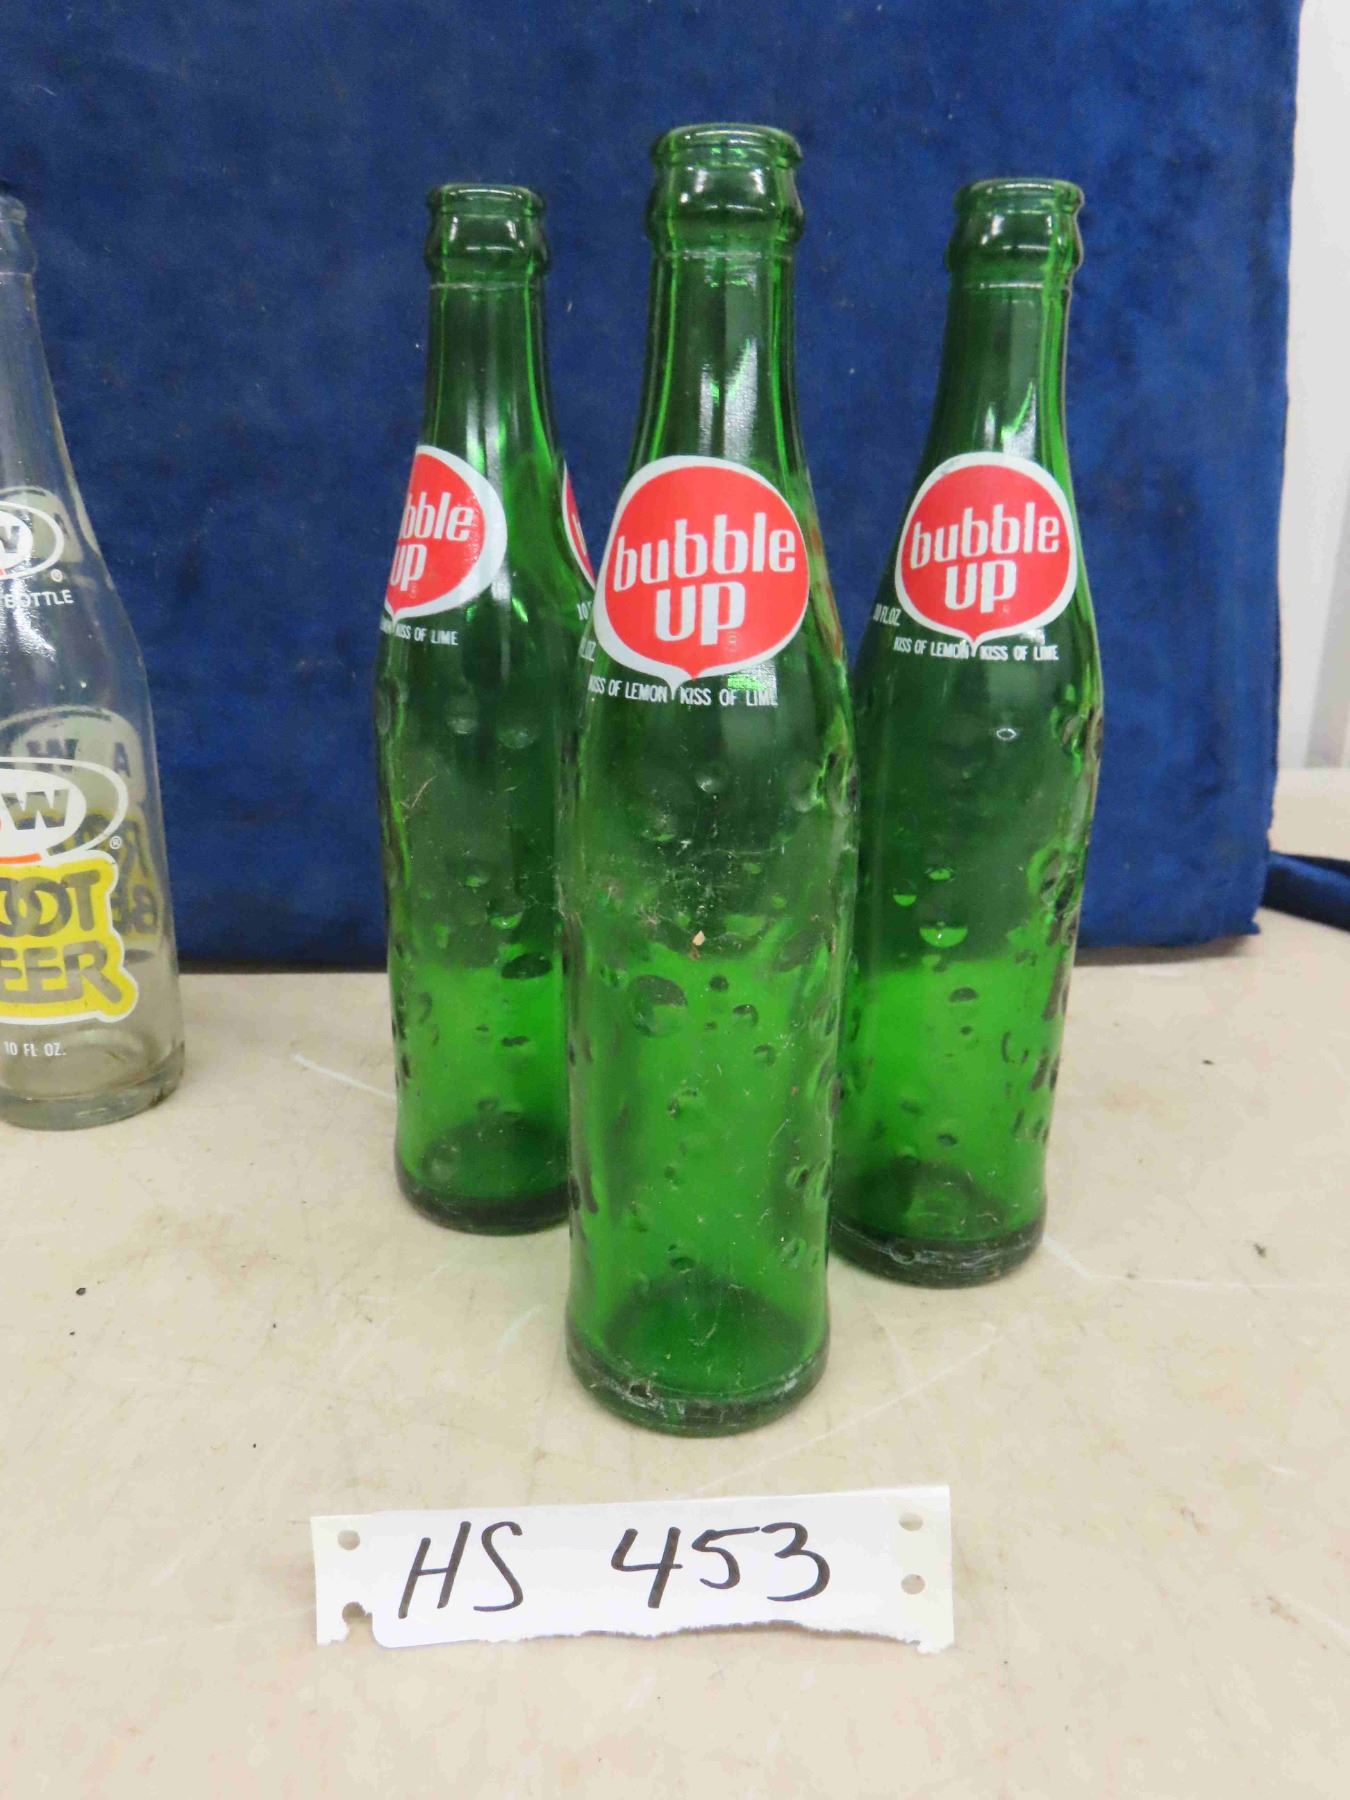 W
BOTTLE
A W
W
ROOT
BEER
10 FL OZ.
bble
up
KISS OF LIME
bubble
up
KISS OF LEMON KISS OF LIME
bubble
up
10 FL.OZ.
KISS OF LEMON KISS OF LIME
HS 453